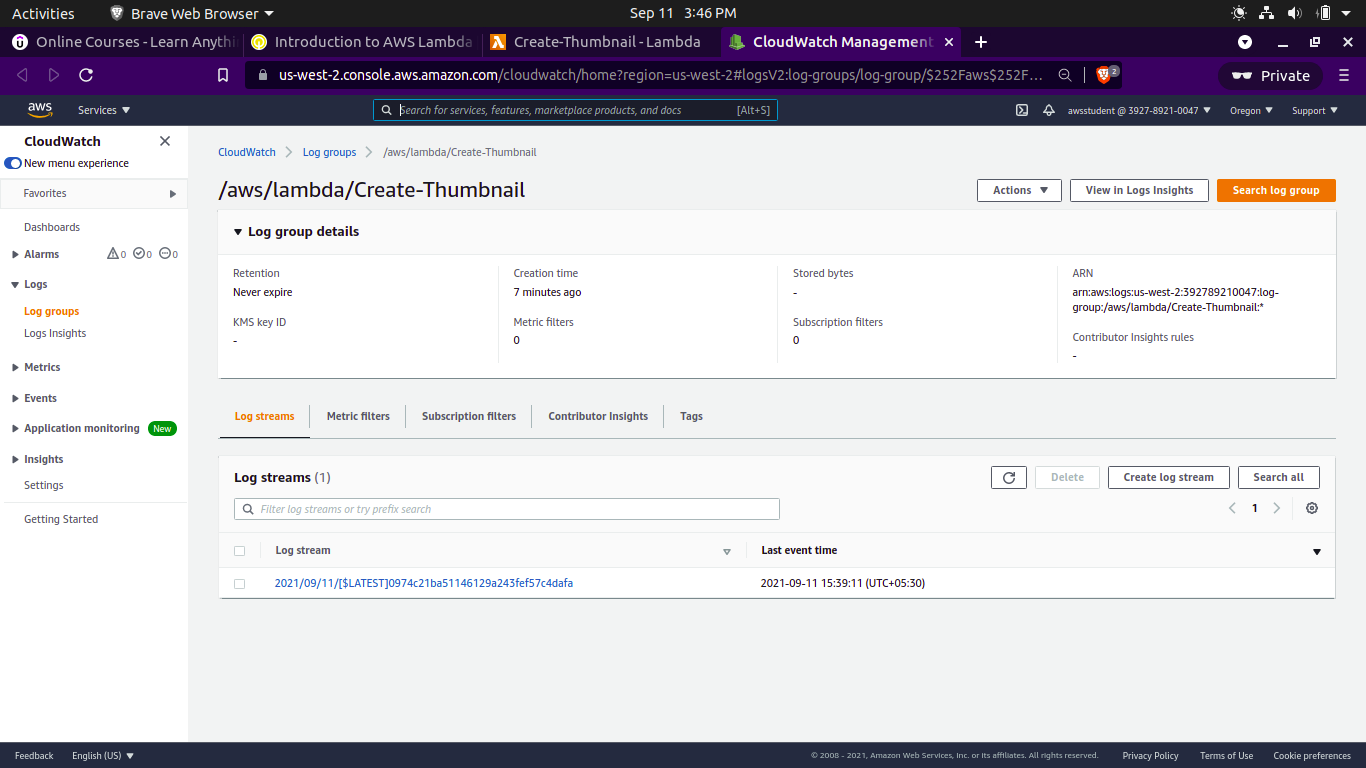 Activities Brave Web Browser Sep 11 3:46 PM
Online Courses - Learn Anythi Introduction to AWS Lambda Create-Thumbnail - Lambda CloudWatch Management
us-west-2.console.aws.amazon.com/cloudwatch/home?region=us-west-2#logsV2:log-groups/log-group/$252Faws$252F... 2 Private
aws Services Search for services, features, marketplace products, and docs [Alt+S] awsstudent @ 3927-8921-0047 Oregon Support
CloudWatch
New menu experience
Favorites
Dashboards
Alarms 0 0 0
Logs
Log groups
Logs Insights
Metrics
Events
Application monitoring New
Insights
Settings
Getting Started
CloudWatch Log groups /aws/lambda/Create-Thumbnail
/aws/lambda/Create-Thumbnail Actions View in Logs Insights Search log group
Log group details
Retention
Never expire
KMS key ID
-
Creation time
7 minutes ago
Metric filters
0
Stored bytes
-
Subscription filters
0
ARN
arn:aws:logs:us-west-2:392789210047:log-
group:/aws/lambda/Create-Thumbnail:*
Contributor Insights rules
-
Log streams Metric filters Subscription filters Contributor Insights Tags
Log streams (1) Delete Create log stream Search all
Filter log streams or try prefix search 1
Log stream Last event time
2021/09/11/[$LATEST]0974c21ba51146129a243fef57c4dafa 2021-09-11 15:39:11 (UTC+05:30)
Feedback English (US) © 2008 - 2021, Amazon Web Services, Inc. or its affiliates. All rights reserved. Privacy Policy Terms of Use Cookie preferences